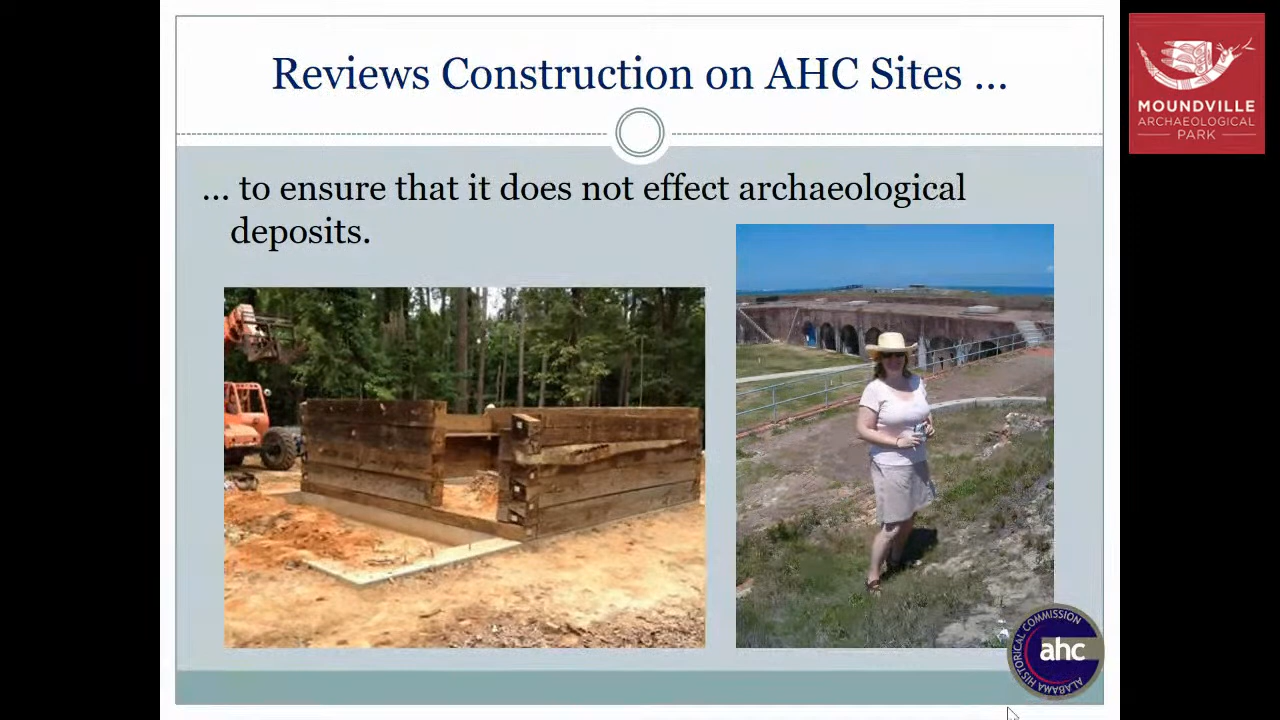 Reviews Construction on AHC Sites ...
... to ensure that it does not effect archaeological
deposits.
MOUNDVILLE
ARCHAEOLOGICAL
PARK
HISTORICAL COMMISSION
ahc
ALABAMA